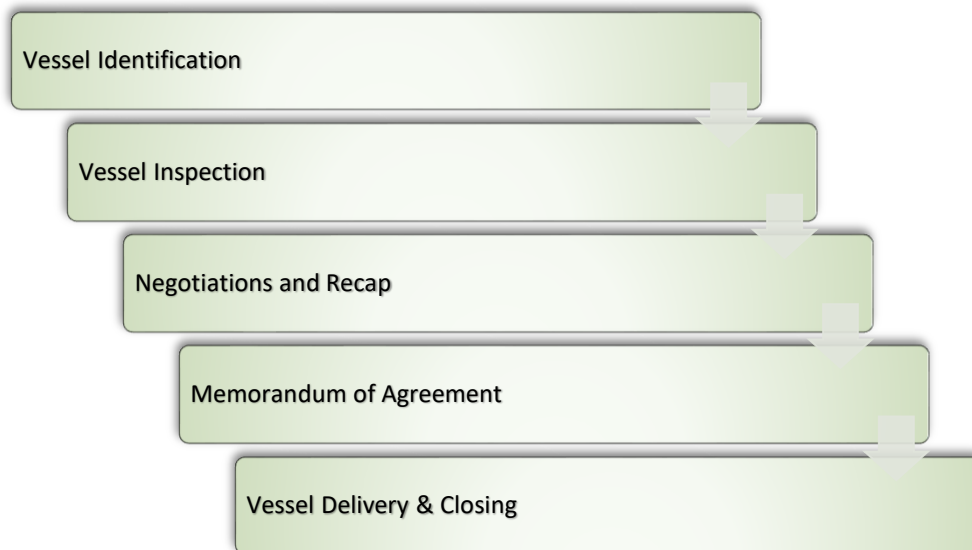 Vessel Identification
Vessel Inspection
Negotiations and Recap
Memorandum of Agreement
Vessel Delivery & Closing